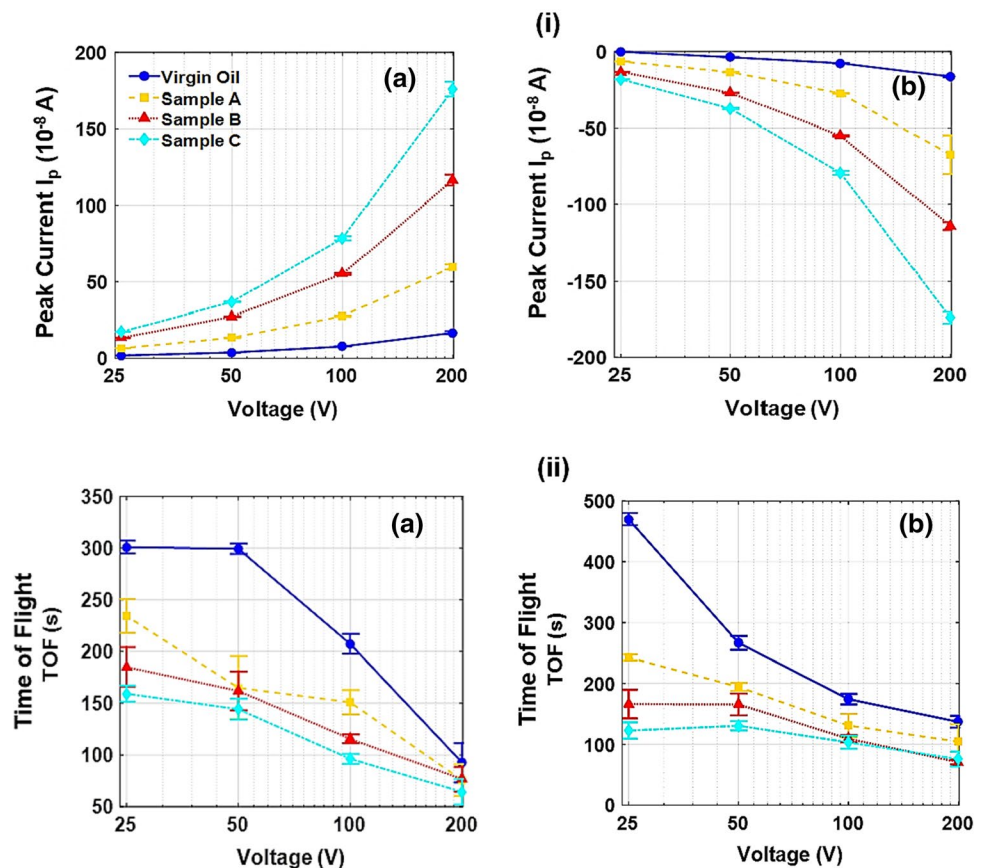 (i)
(a)
Virgin Oil
Sample A
Sample B
Sample C
Peak Current Ip (10-8 A)
200
150
100
50
0
25 50 100 200
Voltage (V)
(b)
Peak Current Ip (10-8 A)
0
-50
-100
-150
-200
25 50 100 200
Voltage (V)
(ii)
(a)
Time of Flight
TOF (s)
350
300
250
200
150
100
50
25 50 100 200
Voltage (V)
(b)
Time of Flight
TOF (s)
500
400
300
200
100
0
25 50 100 200
Voltage (V)